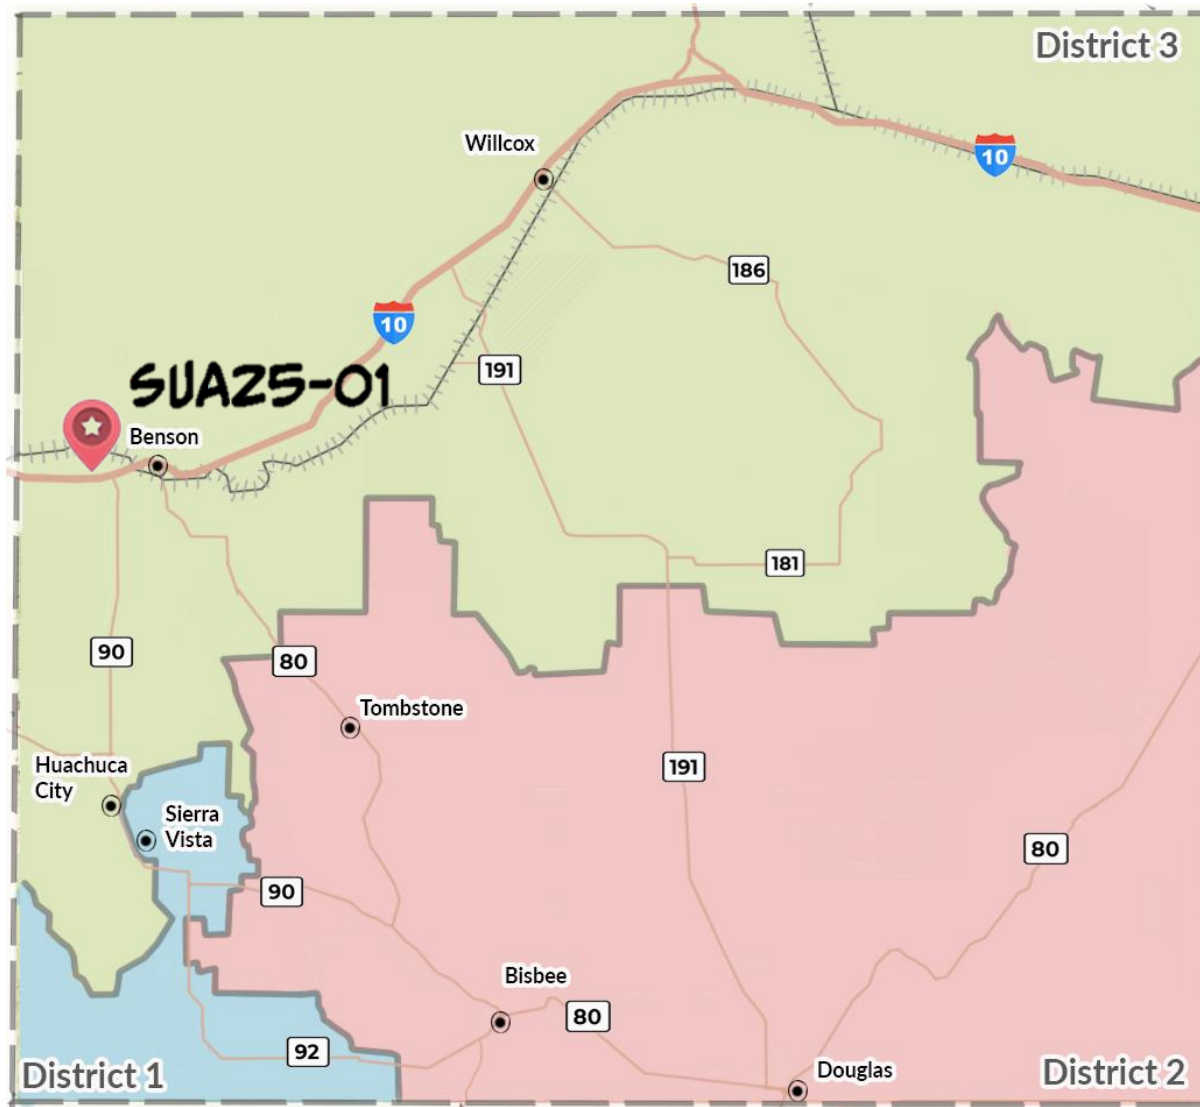 District 3
Willcox
10
186
10
191
SUA25-01
Benson
181
90
80
Tombstone
191
Huachuca
City
Sierra
Vista
80
90
Bisbee
80
92
District 1
Douglas
District 2